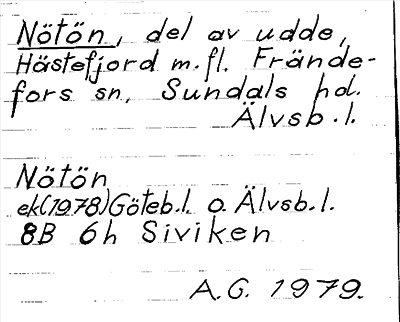 Nötön, del av udde,
Hästefjord m.fl. Frände-
fors sn, Sundals hd.
Älvsb.l.
Nötön
ek(1978)Göteb.l. o. Älvsb.l.
8B 6h Siviken
A.G. 1979.